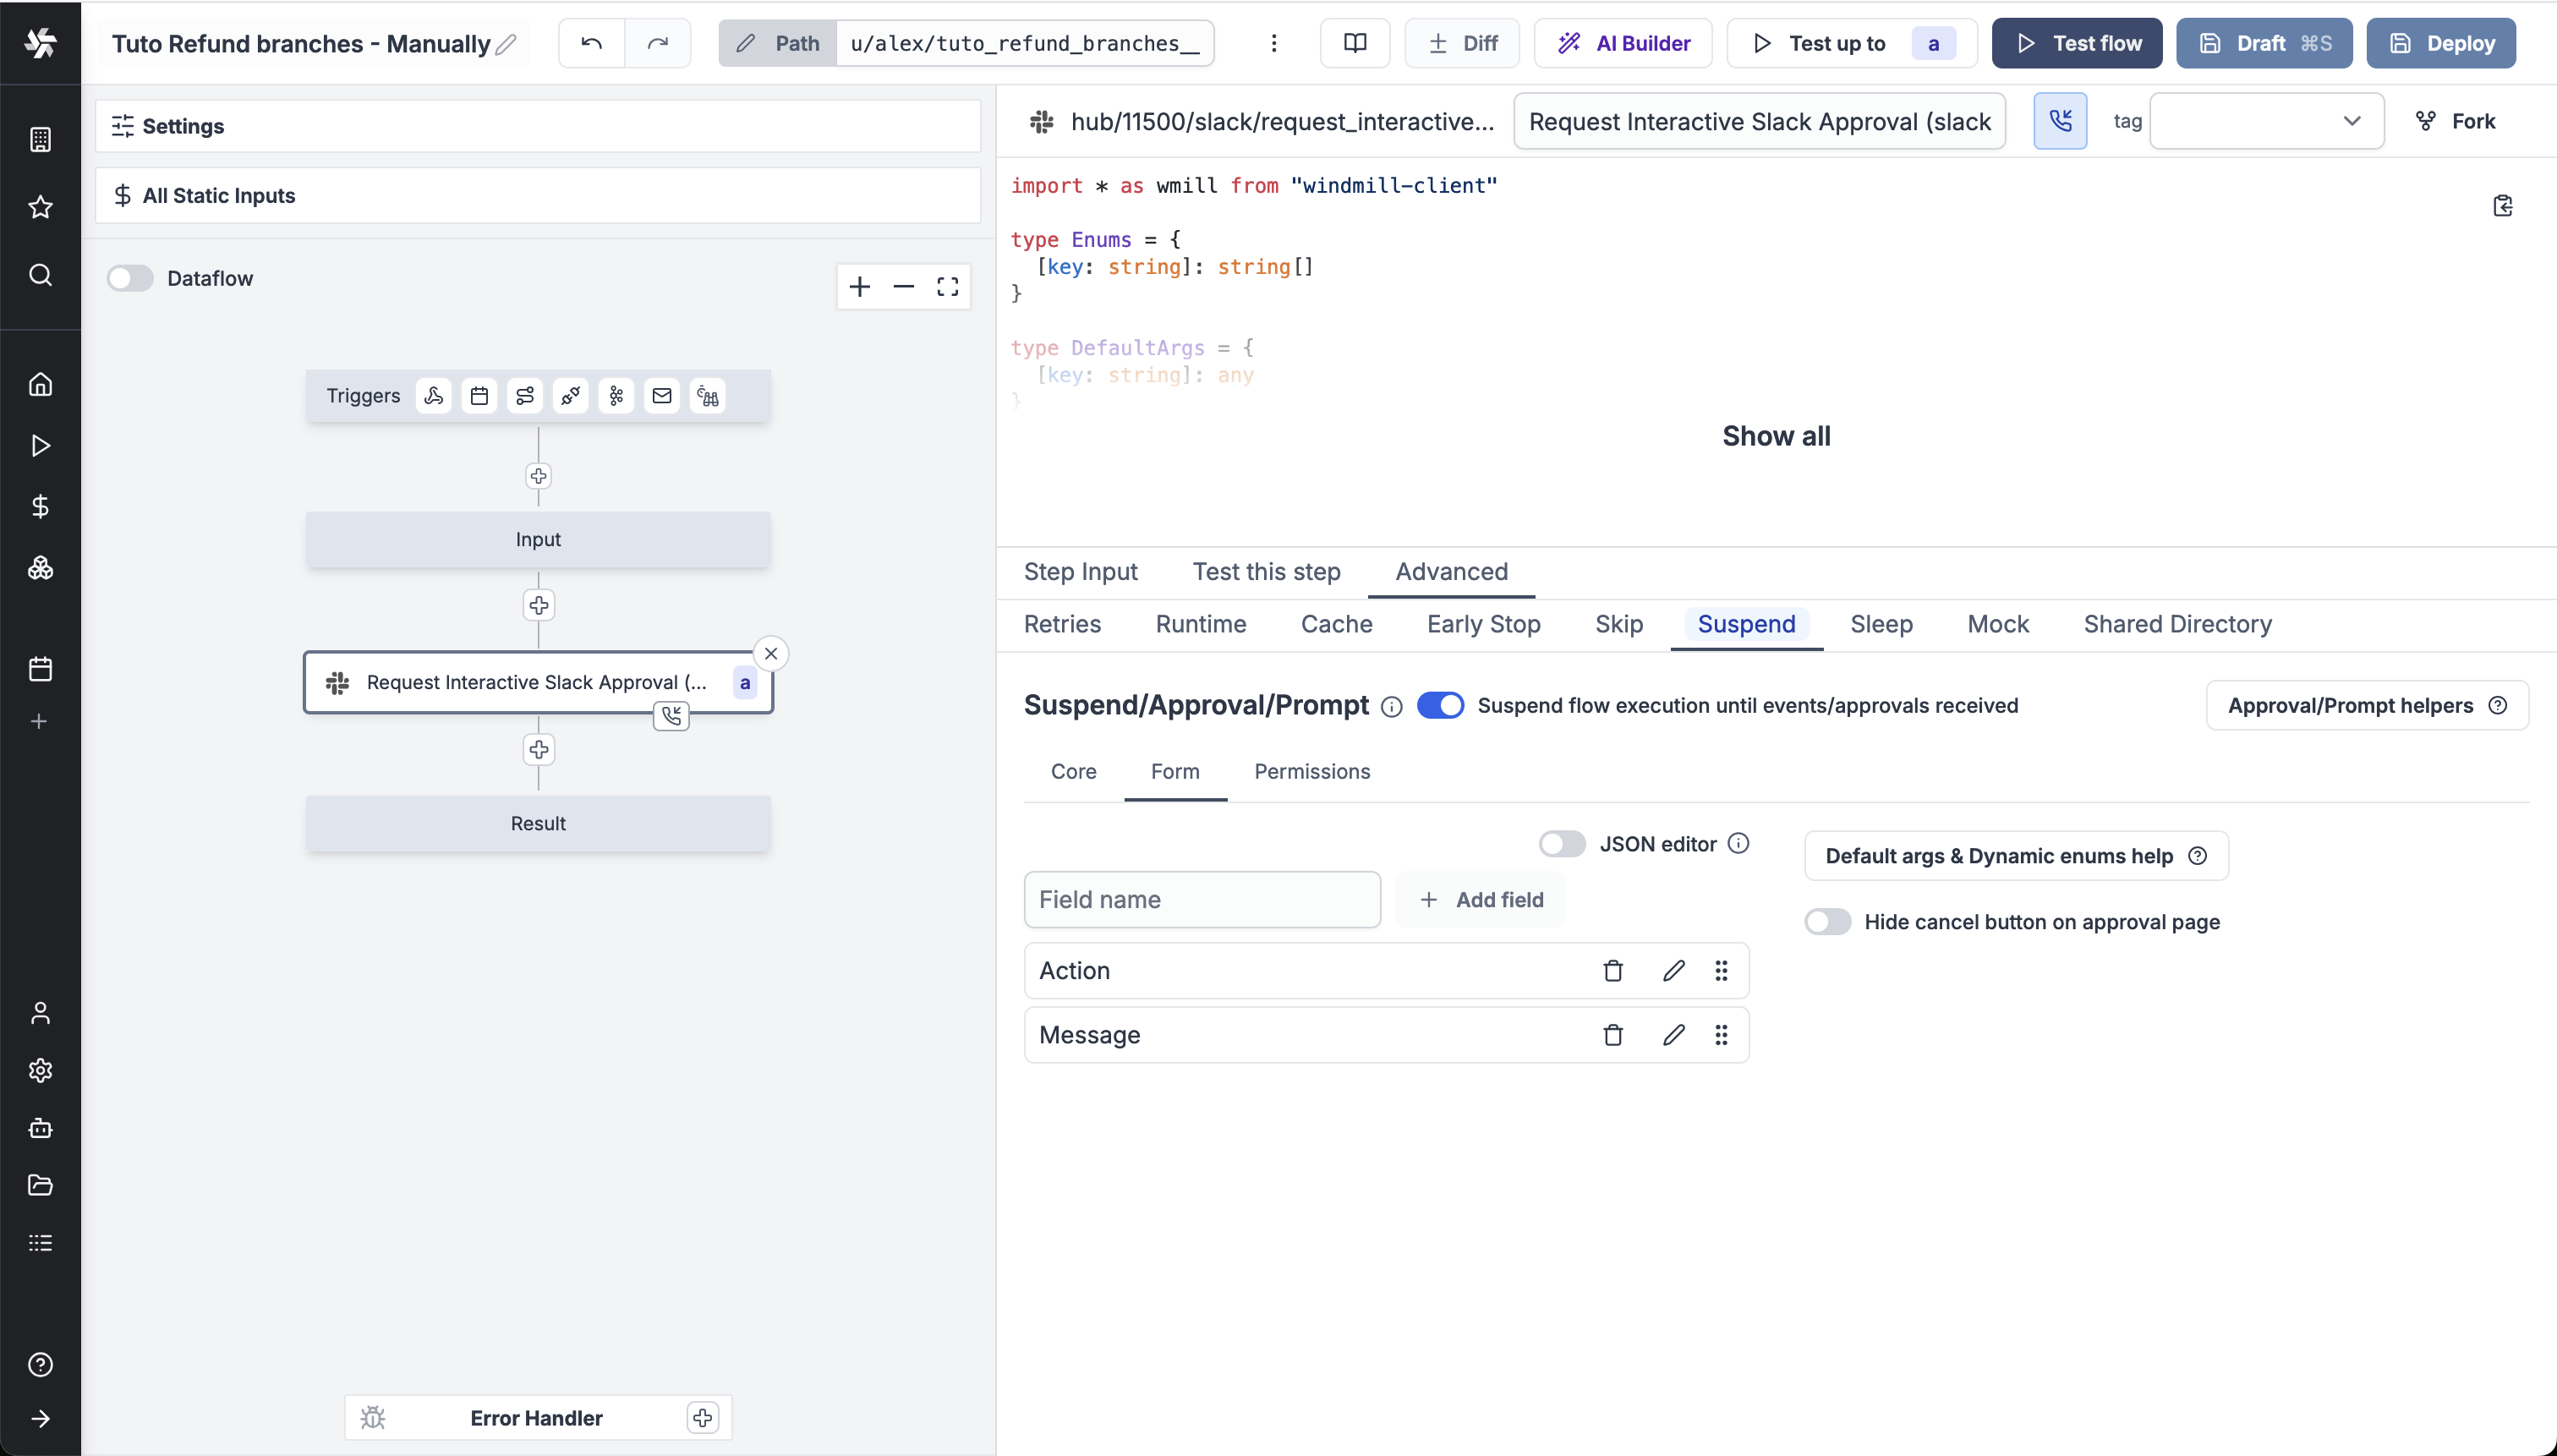 Tuto Refund branches - Manually
Path
u/alex/tuto_refund_branches__
Diff
AI Builder
Test up to
a
Test flow
Draft ⌘S
Deploy
Settings
All Static Inputs
Dataflow
Triggers
Input
Request Interactive Slack Approval (...
a
Result
Error Handler
hub/11500/slack/request_interactive...
Request Interactive Slack Approval (slack
tag
Fork
import * as wmill from "windmill-client"
type Enums = {
[key: string]: string[]
}
type DefaultArgs = {
[key: string]: any
}
Show all
Step Input
Test this step
Advanced
Retries
Runtime
Cache
Early Stop
Skip
Suspend
Sleep
Mock
Shared Directory
Suspend/Approval/Prompt
Suspend flow execution until events/approvals received
Approval/Prompt helpers
Core
Form
Permissions
JSON editor
Default args & Dynamic enums help
Field name
Add field
Hide cancel button on approval page
Action
Message